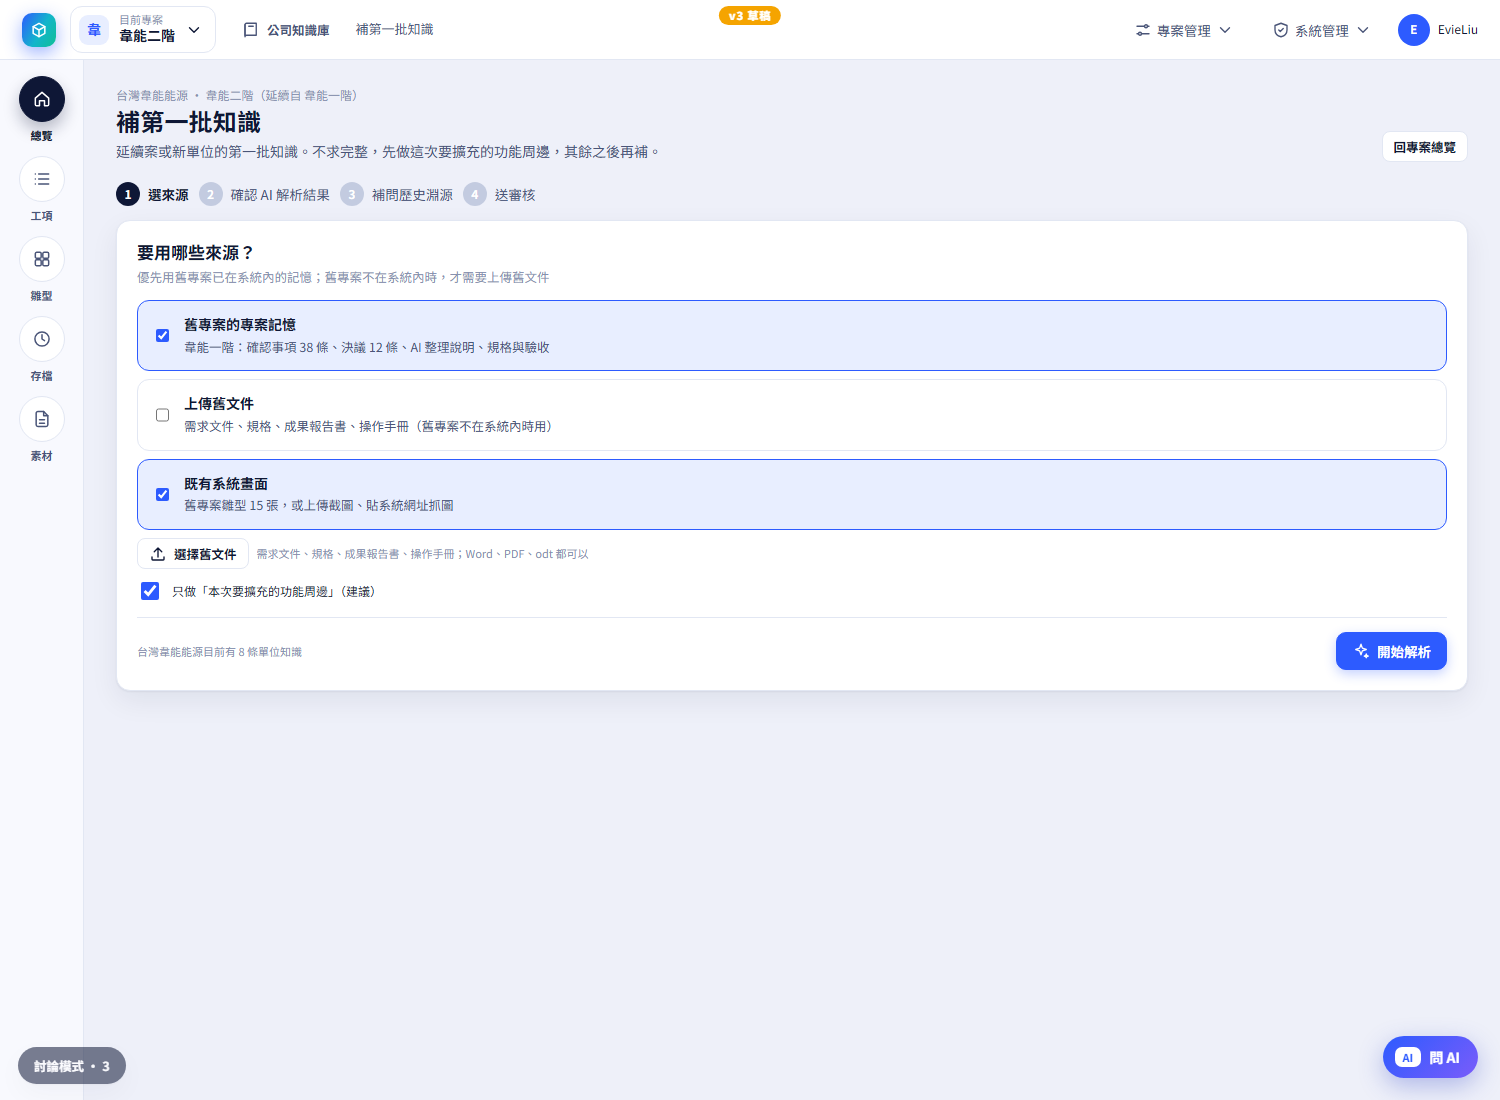 韋
目前專案
韋能二階
公司知識庫
補第一批知識
v3 草稿
專案管理
系統管理
E
EvieLiu
總覽
工項
雛型
存檔
素材
台灣韋能能源 · 韋能二階（延續自 韋能一階）
補第一批知識
延續案或新單位的第一批知識。不求完整，先做這次要擴充的功能周邊，其餘之後再補。
回專案總覽
1 選來源 2 確認 AI 解析結果 3 補問歷史淵源 4 送審核
要用哪些來源？
優先用舊專案已在系統內的記憶；舊專案不在系統內時，才需要上傳舊文件
舊專案的專案記憶
韋能一階：確認事項 38 條、決議 12 條、AI 整理說明、規格與驗收
上傳舊文件
需求文件、規格、成果報告書、操作手冊（舊專案不在系統內時用）
既有系統畫面
舊專案雛型 15 張，或上傳截圖、貼系統網址抓圖
選擇舊文件
需求文件、規格、成果報告書、操作手冊；Word、PDF、odt 都可以
只做「本次要擴充的功能周邊」（建議）
台灣韋能能源目前有 8 條單位知識
開始解析
討論模式 · 3
AI 問 AI